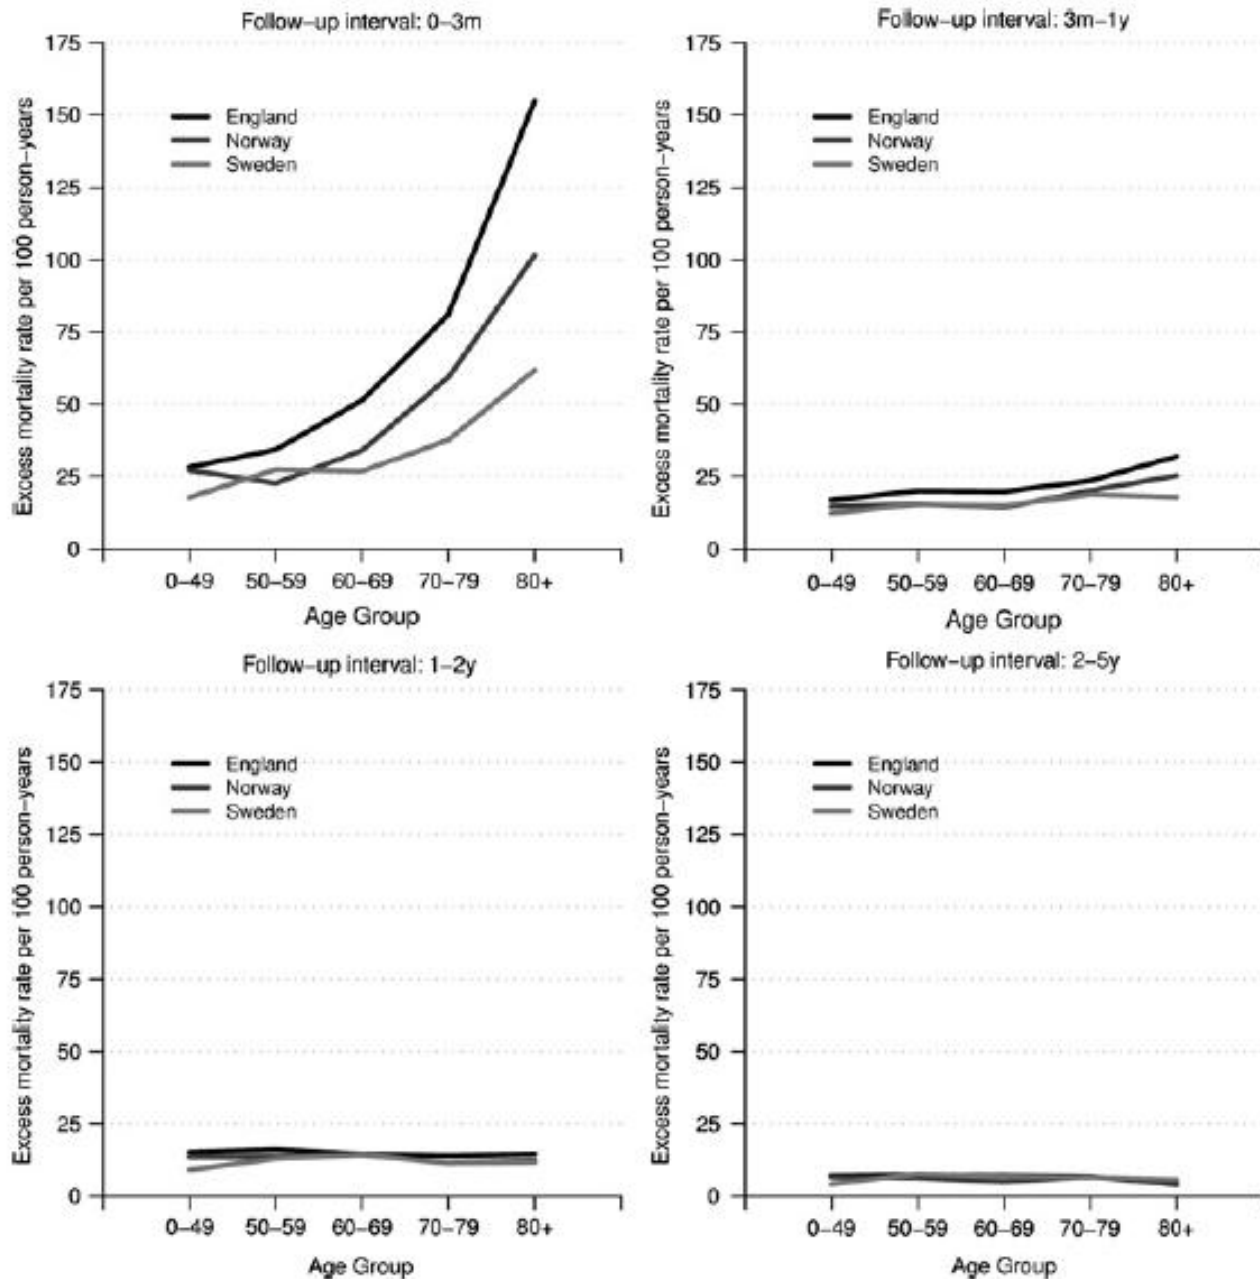 Follow-up interval: 0-3m
Excess mortality rate per 100 person-years
175
150
125
100
75
50
25
0
England
Norway
Sweden
0-49 50-59 60-69 70-79 80+
Age Group
Follow-up interval: 3m-1y
Excess mortality rate per 100 person-years
175
150
125
100
75
50
25
0
England
Norway
Sweden
0-49 50-59 60-69 70-79 80+
Age Group
Follow-up interval: 1-2y
Excess mortality rate per 100 person-years
175
150
125
100
75
50
25
0
England
Norway
Sweden
0-49 50-59 60-69 70-79 80+
Age Group
Follow-up interval: 2-5y
Excess mortality rate per 100 person-years
175
150
125
100
75
50
25
0
England
Norway
Sweden
0-49 50-59 60-69 70-79 80+
Age Group